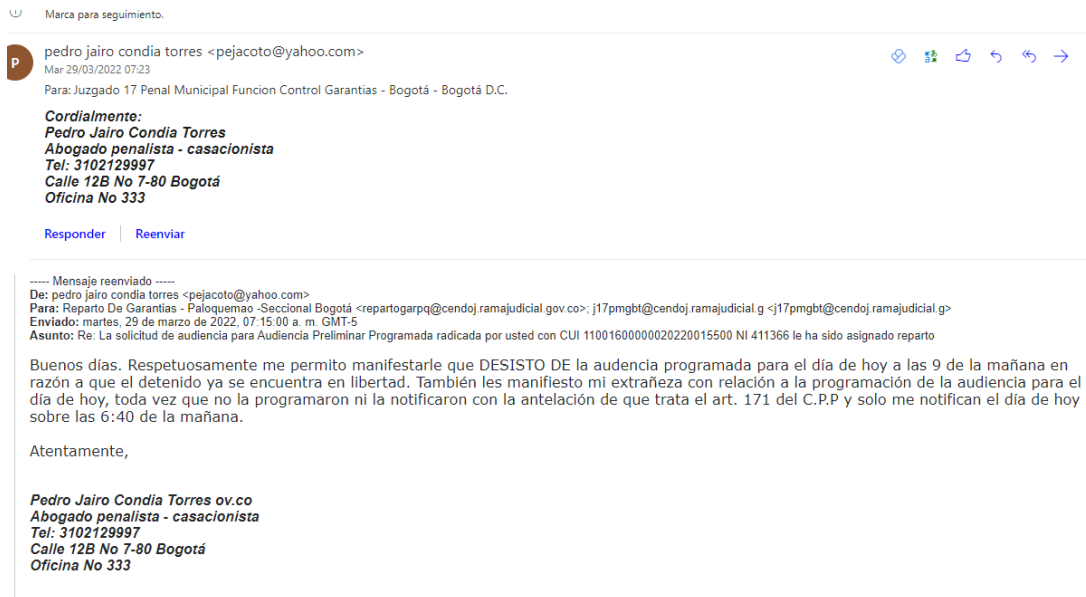 Marca para seguimiento.
P
pedro jairo condia torres <pejacoto@yahoo.com>
Mar 29/03/2022 07:23
Para: Juzgado 17 Penal Municipal Funcion Control Garantias - Bogotá - Bogotá D.C.
Cordialmente:
Pedro Jairo Condia Torres
Abogado penalista - casacionista
Tel: 3102129997
Calle 12B No 7-80 Bogotá
Oficina No 333
Responder Reenviar
----- Mensaje reenviado -----
De: pedro jairo condia torres <pejacoto@yahoo.com>
Para: Reparto De Garantias - Paloquemao -Seccional Bogotá <repartogarpq@cendoj.ramajudicial.gov.co>; j17pmgbt@cendoj.ramajudicial.g <j17pmgbt@cendoj.ramajudicial.g>
Enviado: martes, 29 de marzo de 2022, 07:15:00 a. m. GMT-5
Asunto: Re: La solicitud de audiencia para Audiencia Preliminar Programada radicada por usted con CUI 11001600000020220015500 NI 411366 le ha sido asignado reparto
Buenos días. Respetuosamente me permito manifestarle que DESISTO DE la audencia programada para el día de hoy a las 9 de la mañana en
razón a que el detenido ya se encuentra en libertad. También les manifiesto mi extrañeza con relación a la programación de la audiencia para el
día de hoy, toda vez que no la programaron ni la notificaron con la antelación de que trata el art. 171 del C.P.P y solo me notifican el día de hoy
sobre las 6:40 de la mañana.
Atentamente,
Pedro Jairo Condia Torres ov.co
Abogado penalista - casacionista
Tel: 3102129997
Calle 12B No 7-80 Bogotá
Oficina No 333